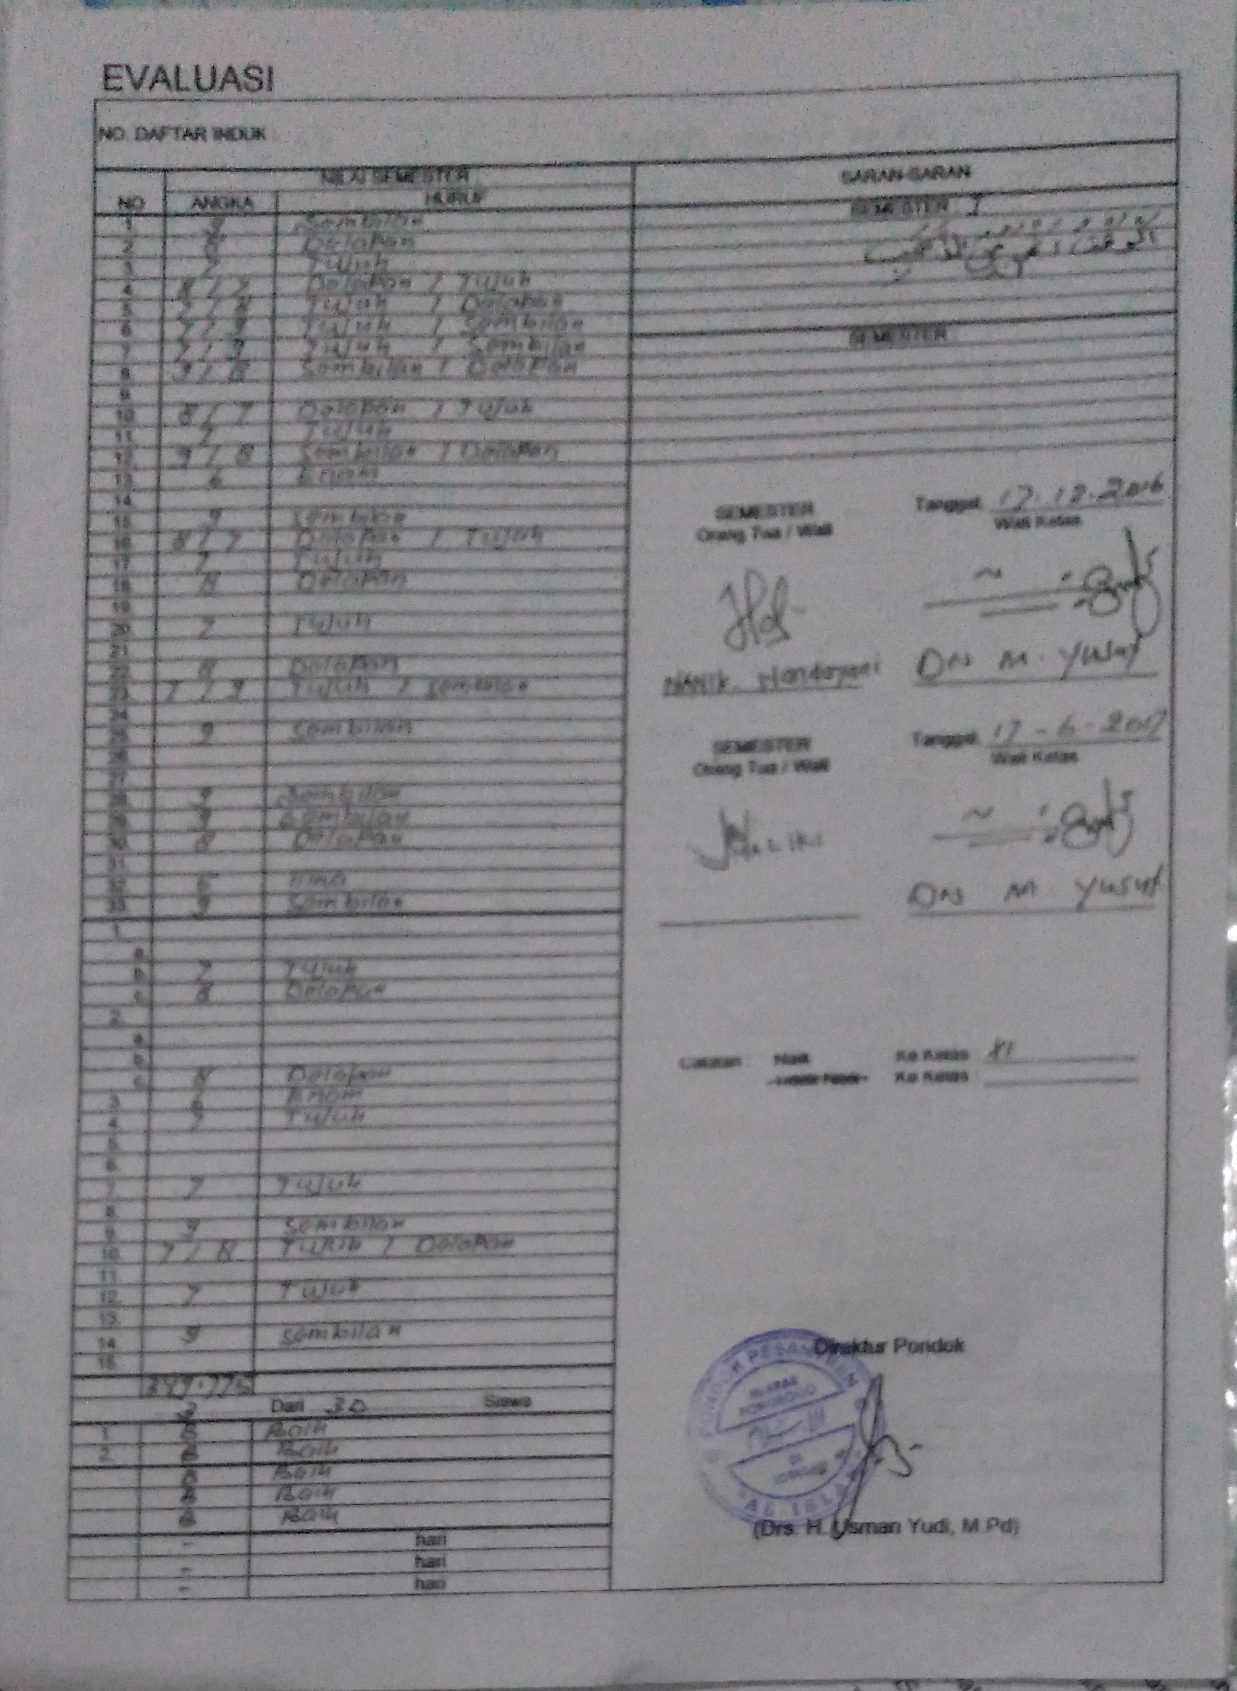 EVALUASI
NO. DAFTAR INDUK
NILAI SEMESTER
SARAN-SARAN
NO ANGKA HURUF
SEMESTER : I
1. 9 Sembilan
2. 8 Delapan
3. 7 Tujuh
4. 8 / 7 Delapan / Tujuh
5. 7 / 8 Tujuh / Delapan
6. 7 / 9 Tujuh / Sembilan
7. 7 / 9 Tujuh / Sembilan
8. 9 / 8 Sembilan / Delapan
9.
10. 8 / 7 Delapan / Tujuh
11. 7 Tujuh
12. 9 / 8 Sembilan / Delapan
13. 6 Enam
14.
15. 9 Sembilan
16. 8 / 7 Delapan / Tujuh
17. 7 Tujuh
18. 8 Delapan
19.
20. 7 Tujuh
21.
22. 8 Delapan
23. 7 / 9 Tujuh / Sembilan
24.
25. 9 Sembilan
26.
27.
28. 9 Sembilan
29. 9 Sembilan
30. 8 Delapan
31.
32. 5 Lima
33. 9 Sembilan
1.
a.
b. 7 Tujuh
c. 8 Delapan
2.
a.
b.
c. 8 Delapan
3. 6 Enam
4. 7 Tujuh
5.
6.
7. 7 Tujuh
8.
9. 9 Sembilan
10. 7 / 8 Tujuh / Delapan
11.
12. 7 Tujuh
13.
14. 9 Sembilan
15.
Dari 30 Siswa
1. B Baik
2. B Baik
B Baik
B Baik
B Baik
- hari
- hari
- hari
SEMESTER :
SEMESTER
Orang Tua / Wali
Tanggal, 17-12-2016
Wali Kelas
NANIK Handayani
Drs M. Yusuf
SEMESTER
Orang Tua / Wali
Tanggal, 17-6-2017
Wali Kelas
Drs M. Yusuf
Catatan : Naik Ke Kelas XI
Tidak Naik Ke Kelas
Direktur Pondok
PONDOK PESANTREN
AL-ISLAM
(Drs. H. Usman Yudi, M.Pd)